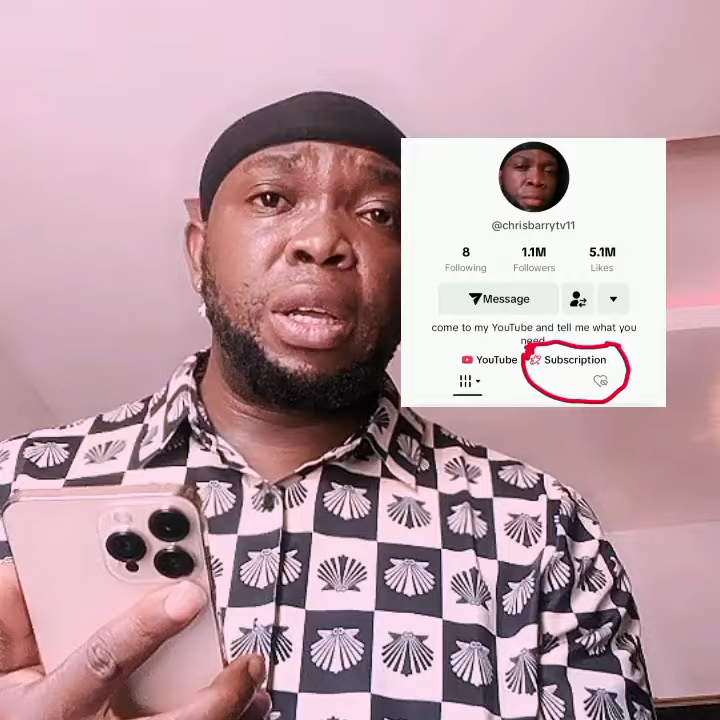 @chrisbarrytv11
8 1.1M 5.1M
Following Followers Likes
Message
come to my YouTube and tell me what you
need
YouTube Subscription